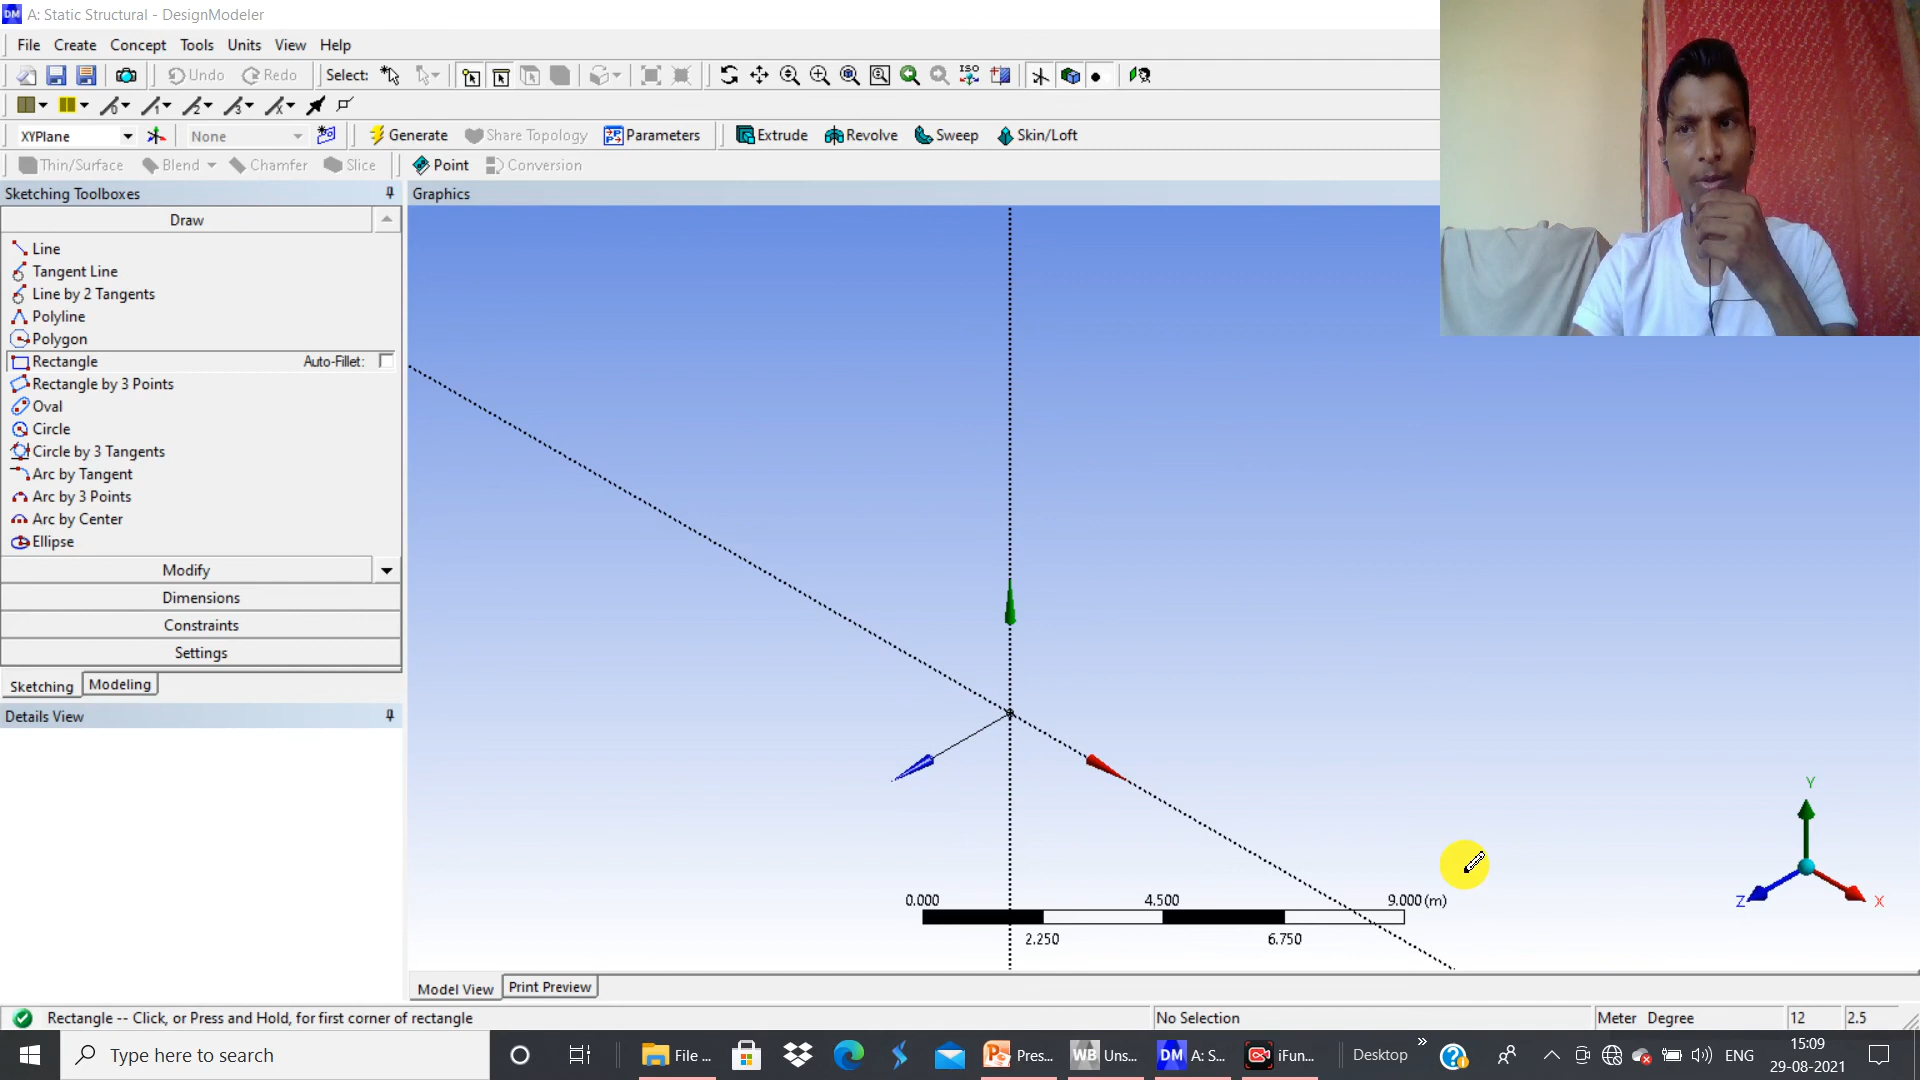 DM A: Static Structural - DesignModeler
File Create Concept Tools Units View Help
Undo Redo Select: ISO
XYPlane None Generate Share Topology Parameters Extrude Revolve Sweep Skin/Loft
Thin/Surface Blend Chamfer Slice Point Conversion
Sketching Toolboxes
Draw
Line
Tangent Line
Line by 2 Tangents
Polyline
Polygon
Rectangle Auto-Fillet:
Rectangle by 3 Points
Oval
Circle
Circle by 3 Tangents
Arc by Tangent
Arc by 3 Points
Arc by Center
Ellipse
Modify
Dimensions
Constraints
Settings
Sketching Modeling
Details View
Graphics
0.000 4.500 9.000 (m)
2.250 6.750
Y
Z X
Model View Print Preview
Rectangle -- Click, or Press and Hold, for first corner of rectangle No Selection Meter Degree 12 2.5
Type here to search File ... Pres... WB Uns... DM A: S... iFun... Desktop ENG 15:09
29-08-2021